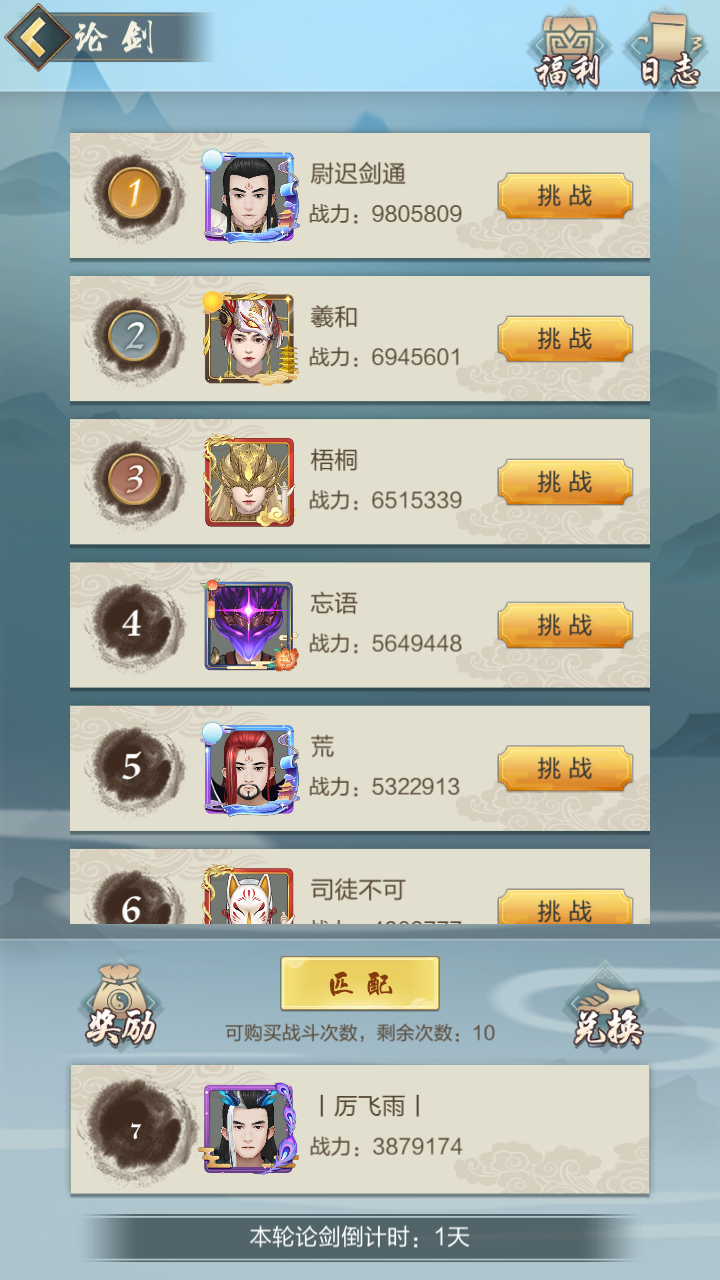 论剑
福利
日志
1
尉迟剑通
战力：9805809
挑战
2
羲和
战力：6945601
挑战
3
梧桐
战力：6515339
挑战
4
忘语
战力：5649448
挑战
5
荒
战力：5322913
挑战
6
司徒不可
挑战
匹配
奖励
可购买战斗次数，剩余次数：10
兑换
7
丨厉飞雨丨
战力：3879174
本轮论剑倒计时：1天